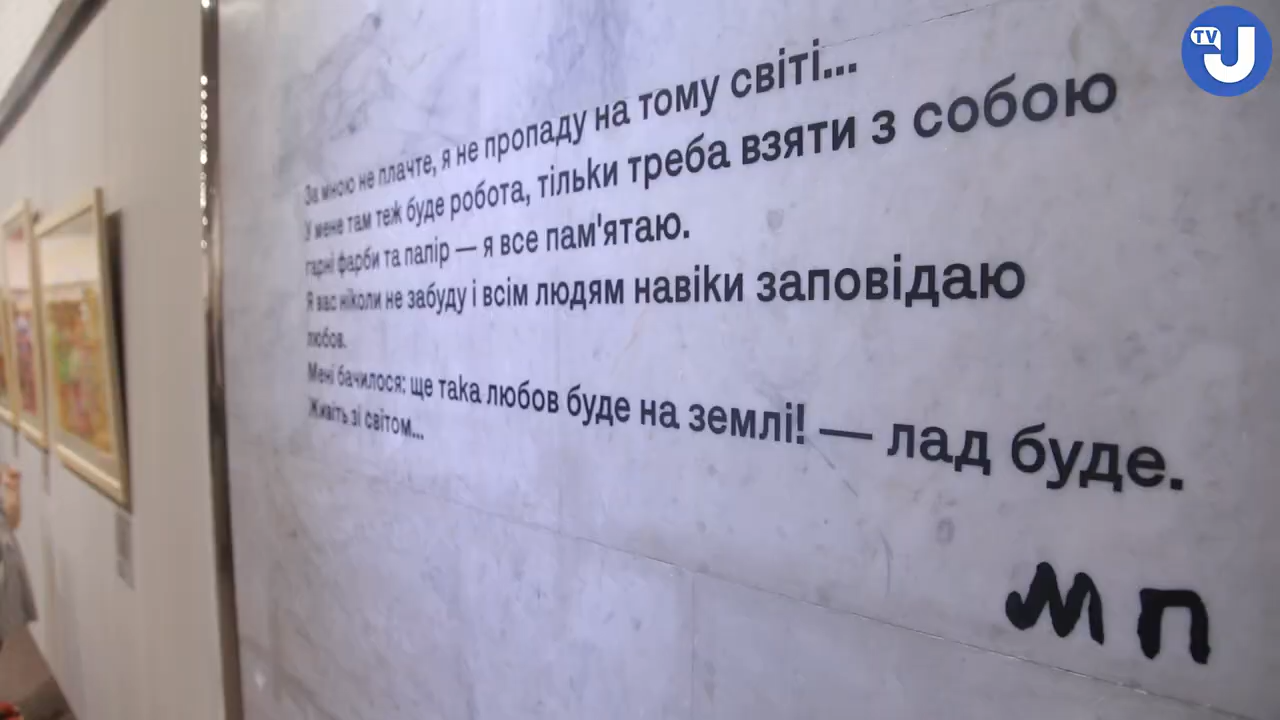 За мною не плачте, я не пропаду на тому світі...
У мене там теж буде робота, тільки треба взяти з собою
гарні фарби та папір — я все пам'ятаю.
Я вас ніколи не забуду і всім людям навіки заповідаю
любов.
Мені бачилося: ще така любов буде на землі! — лад буде.
Живіть зі світом...
М П
TV J